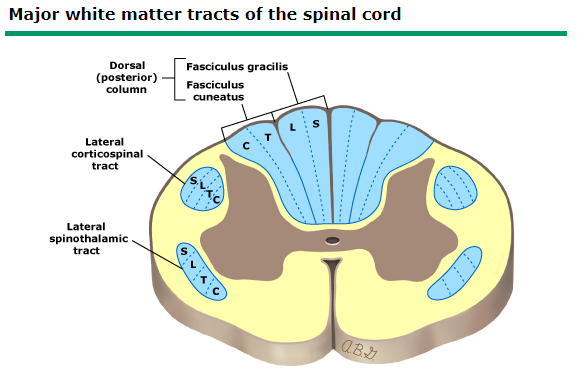 Major white matter tracts of the spinal cord
Dorsal
(posterior)
column
Fasciculus gracilis
Fasciculus
cuneatus
C
T
L
S
Lateral
corticospinal
tract
S
L
T
C
Lateral
spinothalamic
tract
S
L
T
C
A.B.G.